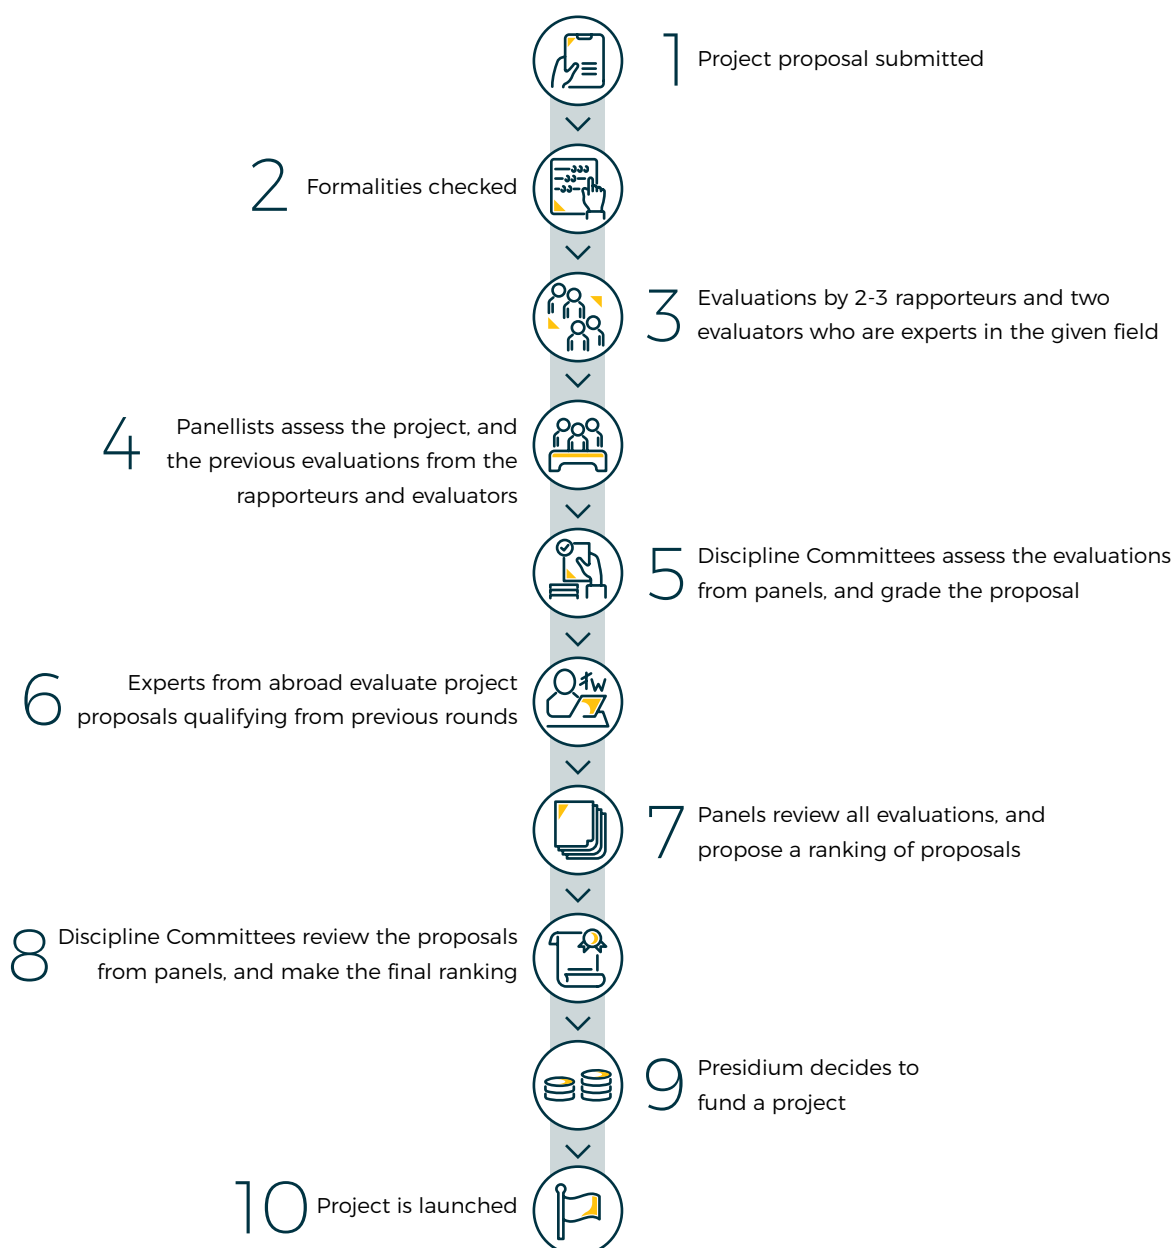 1 Project proposal submitted
2 Formalities checked
3 Evaluations by 2-3 rapporteurs and two
evaluators who are experts in the given field
4 Panellists assess the project, and
the previous evaluations from the
rapporteurs and evaluators
5 Discipline Committees assess the evaluations
from panels, and grade the proposal
6 Experts from abroad evaluate project
proposals qualifying from previous rounds
7 Panels review all evaluations, and
propose a ranking of proposals
8 Discipline Committees review the proposals
from panels, and make the final ranking
9 Presidium decides to
fund a project
10 Project is launched